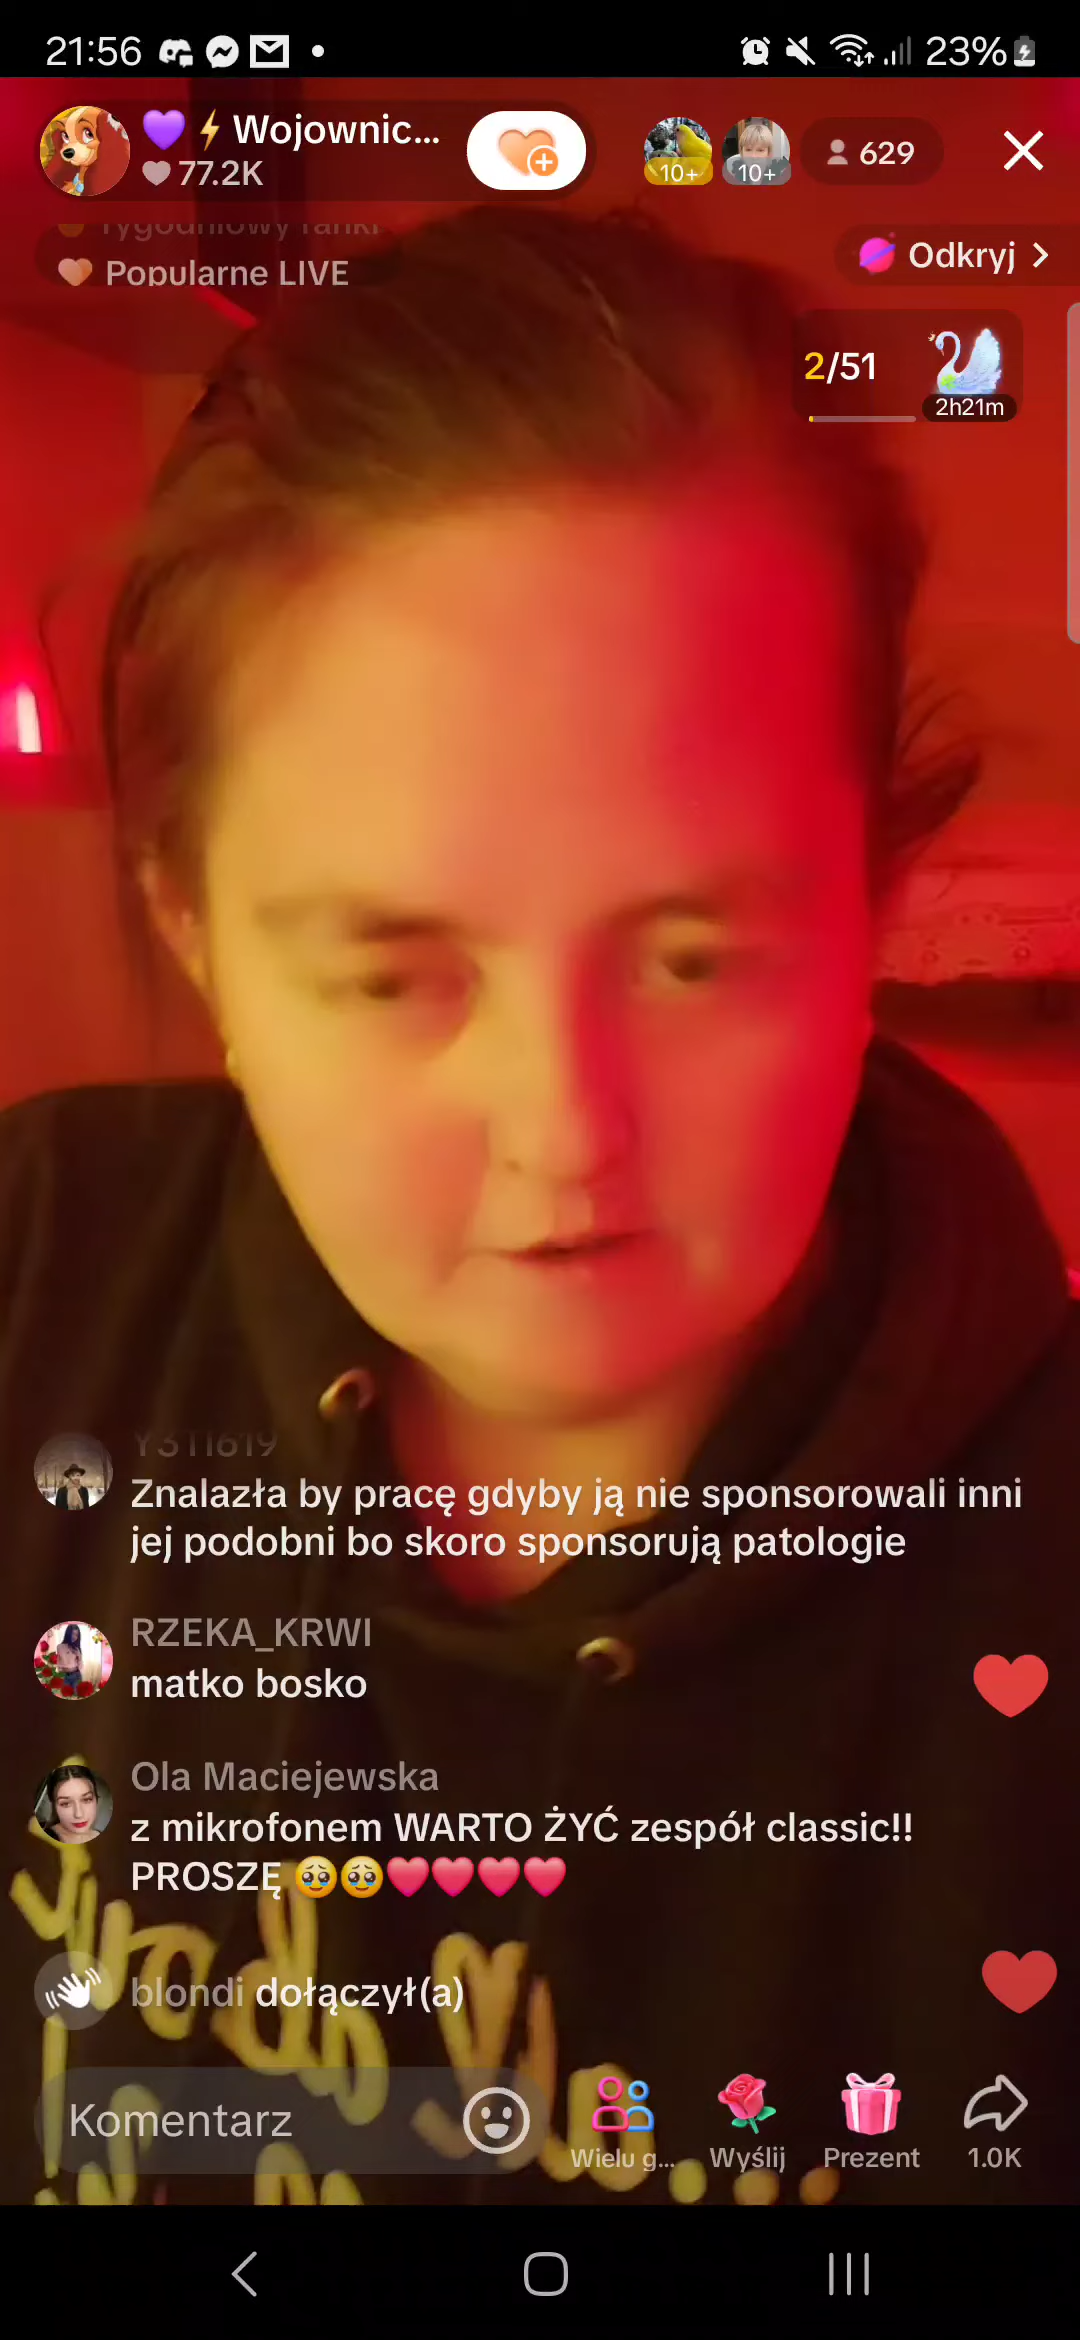 21:56
23%
💜⚡Wojownic...
77.2K
10+
10+
629
Tygodniowy ranki
Popularne LIVE
Odkryj >
2/51
2h21m
Znalazła by pracę gdyby ją nie sponsorowali inni
jej podobni bo skoro sponsorują patologie
RZEKA_KRWI
matko bosko
Ola Maciejewska
z mikrofonem WARTO ŻYĆ zespół classic!!
PROSZĘ 🥹🥹❤️❤️❤️❤️
blondi dołączył(a)
Komentarz
Wielu g...
Wyślij
Prezent
1.0K